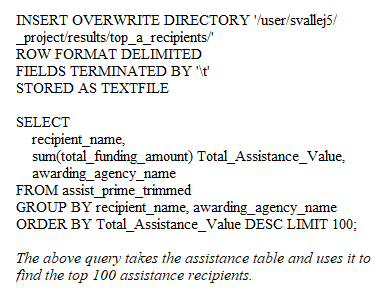 INSERT OVERWRITE DIRECTORY '/user/svallej5/
_project/results/top_a_recipients/'
ROW FORMAT DELIMITED
FIELDS TERMINATED BY '\t'
STORED AS TEXTFILE
SELECT
recipient_name,
sum(total_funding_amount) Total_Assistance_Value,
awarding_agency_name
FROM assist_prime_trimmed
GROUP BY recipient_name, awarding_agency_name
ORDER BY Total_Assistance_Value DESC LIMIT 100;
The above query takes the assistance table and uses it to
find the top 100 assistance recipients.